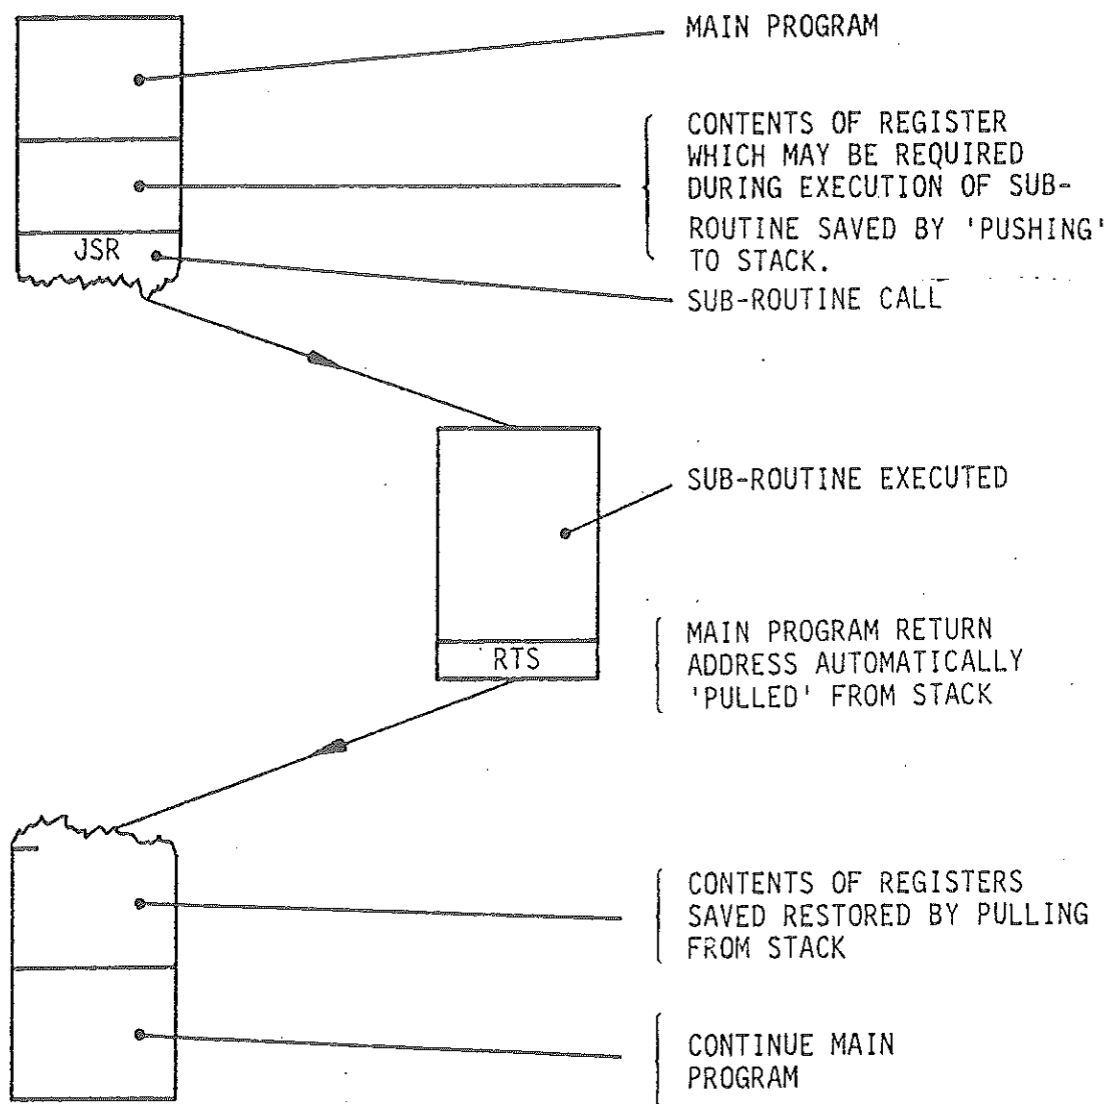 MAIN PROGRAM
CONTENTS OF REGISTER
WHICH MAY BE REQUIRED
DURING EXECUTION OF SUB-
ROUTINE SAVED BY 'PUSHING'
TO STACK.
JSR
SUB-ROUTINE CALL
SUB-ROUTINE EXECUTED
RTS
MAIN PROGRAM RETURN
ADDRESS AUTOMATICALLY
'PULLED' FROM STACK
CONTENTS OF REGISTERS
SAVED RESTORED BY PULLING
FROM STACK
CONTINUE MAIN
PROGRAM